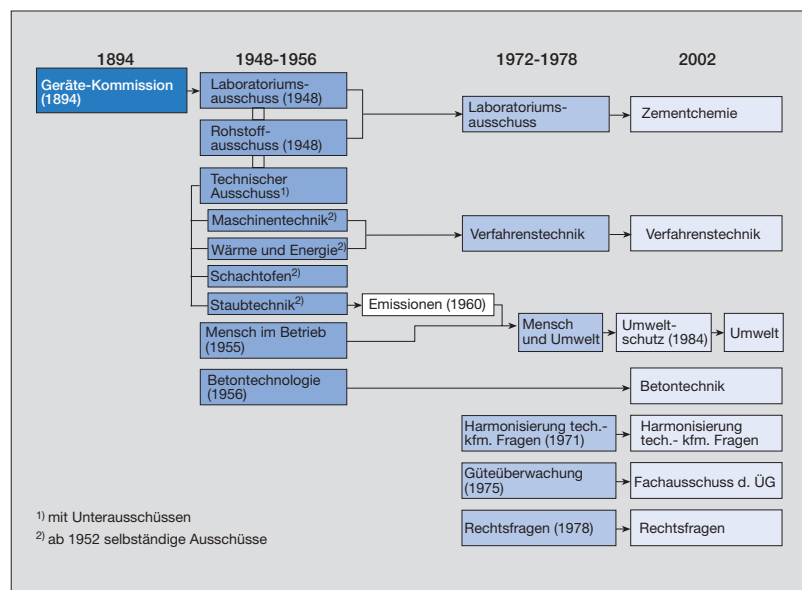 1894
1948-1956
1972-1978
2002
Geräte-Kommission
(1894)
Laboratoriums-
ausschuss (1948)
Rohstoff-
ausschuss (1948)
Laboratoriums-
ausschuss
Zementchemie
Technischer
Ausschuss1)
Maschinentechnik2)
Wärme und Energie2)
Verfahrenstechnik
Verfahrenstechnik
Schachtofen2)
Staubtechnik2)
Emissionen (1960)
Mensch im Betrieb
(1955)
Mensch
und Umwelt
Umwelt-
schutz (1984)
Umwelt
Betontechnologie
(1956)
Betontechnik
Harmonisierung tech.-
kfm. Fragen (1971)
Harmonisierung
tech.- kfm. Fragen
Güteüberwachung
(1975)
Fachausschuss d. ÜG
Rechtsfragen (1978)
Rechtsfragen
1) mit Unterausschüssen
2) ab 1952 selbständige Ausschüsse